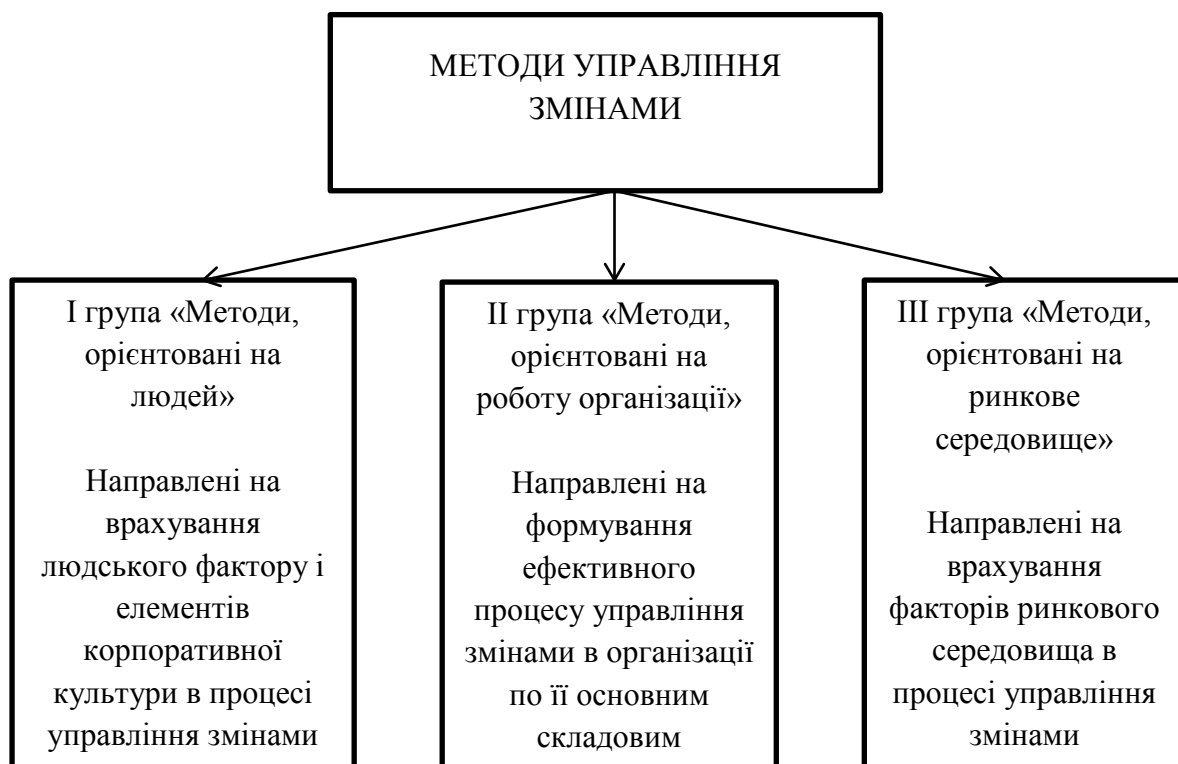 МЕТОДИ УПРАВЛІННЯ
ЗМІНАМИ
І група «Методи,
орієнтовані на
людей»
Направлені на
врахування
людського фактору і
елементів
корпоративної
культури в процесі
управління змінами
ІІ група «Методи,
орієнтовані на
роботу організації»
Направлені на
формування
ефективного
процесу управління
змінами в організації
по її основним
складовим
ІІІ група «Методи,
орієнтовані на
ринкове
середовище»
Направлені на
врахування
факторів ринкового
середовища в
процесі управління
змінами